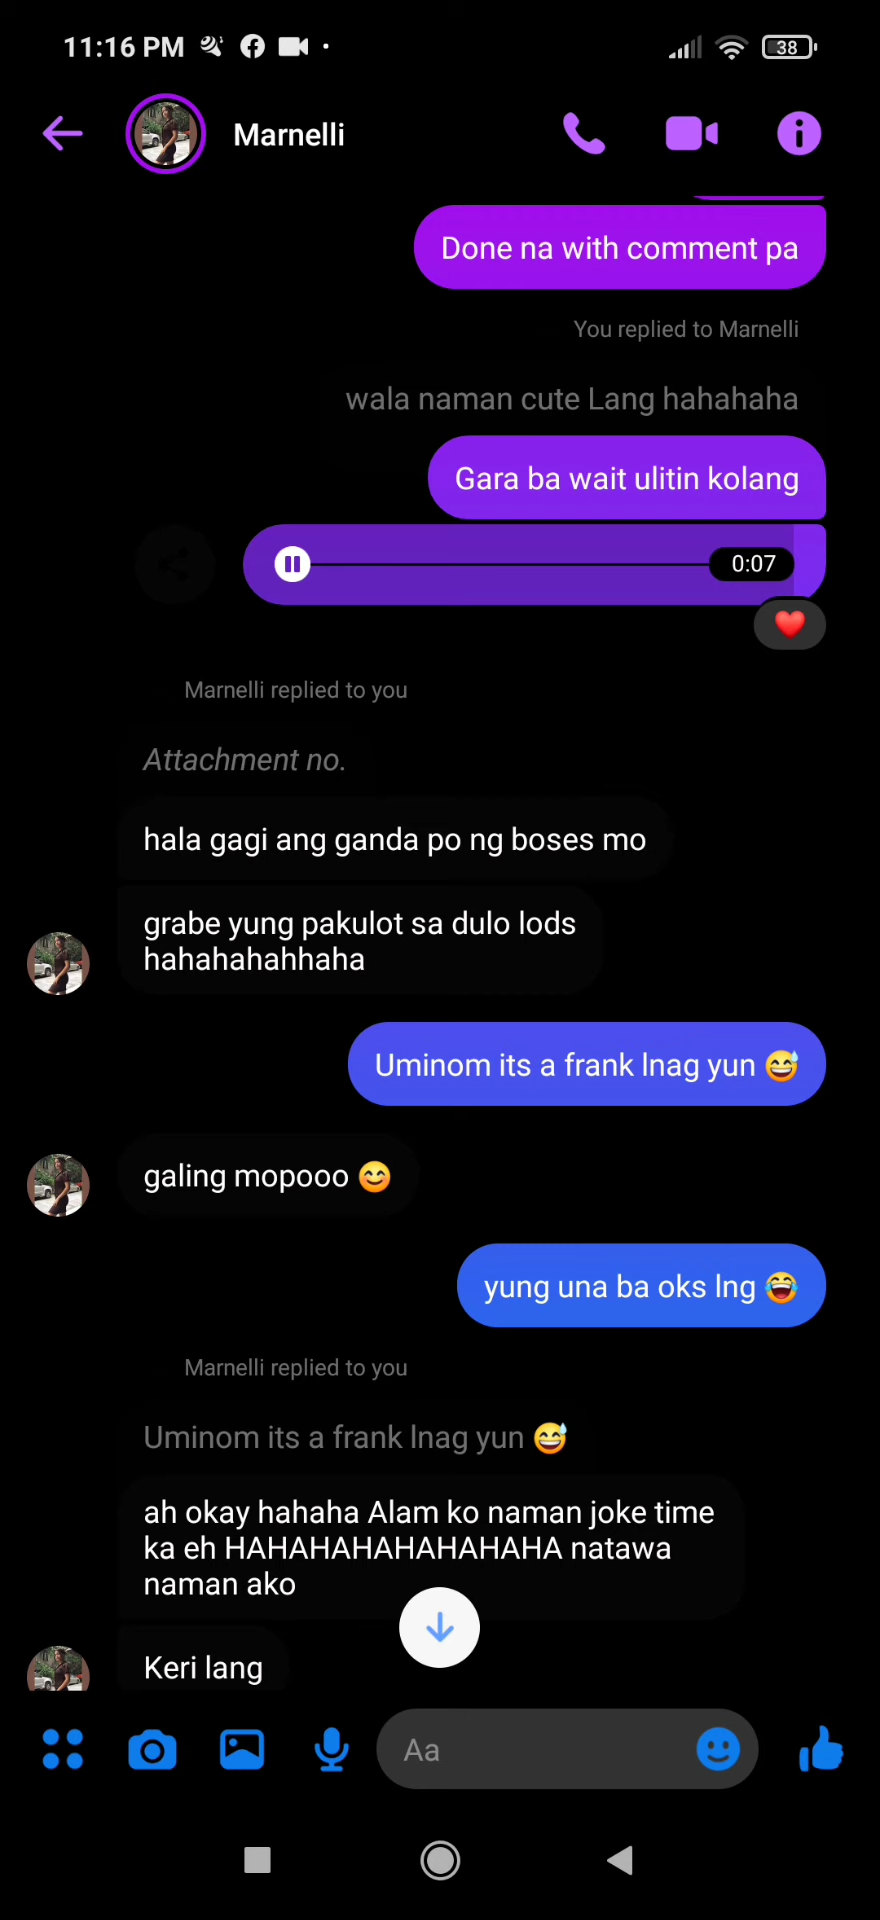 11:16 PM
38
Marnelli
Done na with comment pa
You replied to Marnelli
wala naman cute Lang hahahaha
Gara ba wait ulitin kolang
0:07
Marnelli replied to you
Attachment no.
hala gagi ang ganda po ng boses mo
grabe yung pakulot sa dulo lods
hahahahahhaha
Uminom its a frank lnag yun 😅
galing mopooo 😊
yung una ba oks lng 😂
Marnelli replied to you
Uminom its a frank lnag yun 😅
ah okay hahaha Alam ko naman joke time
ka eh HAHAHAHAHAHAHAHA natawa
naman ako
Keri lang
Aa